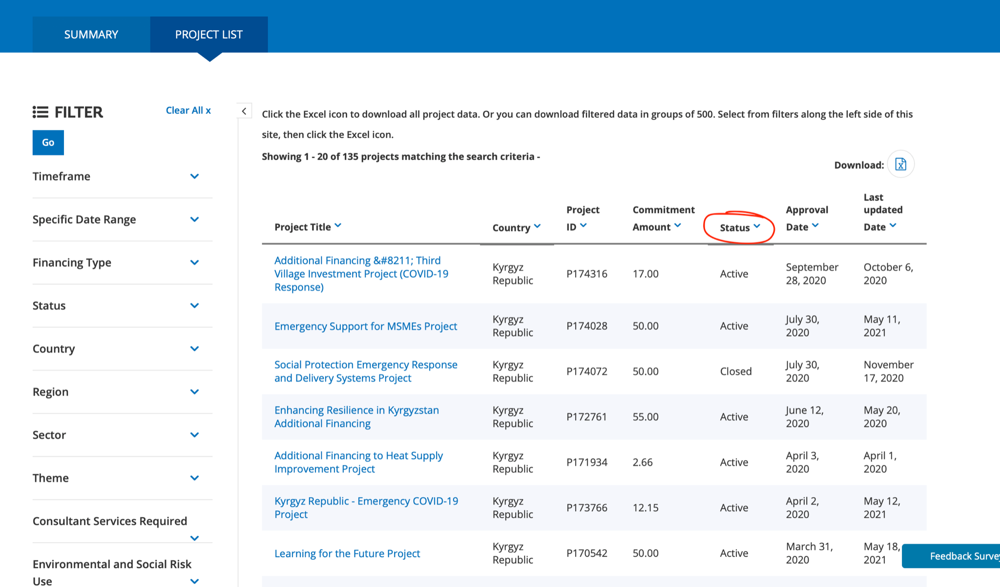 SUMMARY
PROJECT LIST
FILTER
Clear All x
Go
Timeframe
Specific Date Range
Financing Type
Status
Country
Region
Sector
Theme
Consultant Services Required
Environmental and Social Risk
Use
Click the Excel icon to download all project data. Or you can download filtered data in groups of 500. Select from filters along the left side of this
site, then click the Excel icon.
Showing 1 - 20 of 135 projects matching the search criteria -
Download:
Project Title
Country
Project
ID
Commitment
Amount
Status
Approval
Date
Last
updated
Date
Additional Financing &#8211; Third
Village Investment Project (COVID-19
Response)
Kyrgyz
Republic
P174316
17.00
Active
September
28, 2020
October 6,
2020
Emergency Support for MSMEs Project
Kyrgyz
Republic
P174028
50.00
Active
July 30,
2020
May 11,
2021
Social Protection Emergency Response
and Delivery Systems Project
Kyrgyz
Republic
P174072
50.00
Closed
July 30,
2020
November
17, 2020
Enhancing Resilience in Kyrgyzstan
Additional Financing
Kyrgyz
Republic
P172761
55.00
Active
June 12,
2020
May 20,
2020
Additional Financing to Heat Supply
Improvement Project
Kyrgyz
Republic
P171934
2.66
Active
April 3,
2020
April 1,
2020
Kyrgyz Republic - Emergency COVID-19
Project
Kyrgyz
Republic
P173766
12.15
Active
April 2,
2020
May 12,
2021
Learning for the Future Project
Kyrgyz
Republic
P170542
50.00
Active
March 31,
2020
May 18,
2021
Feedback Survey